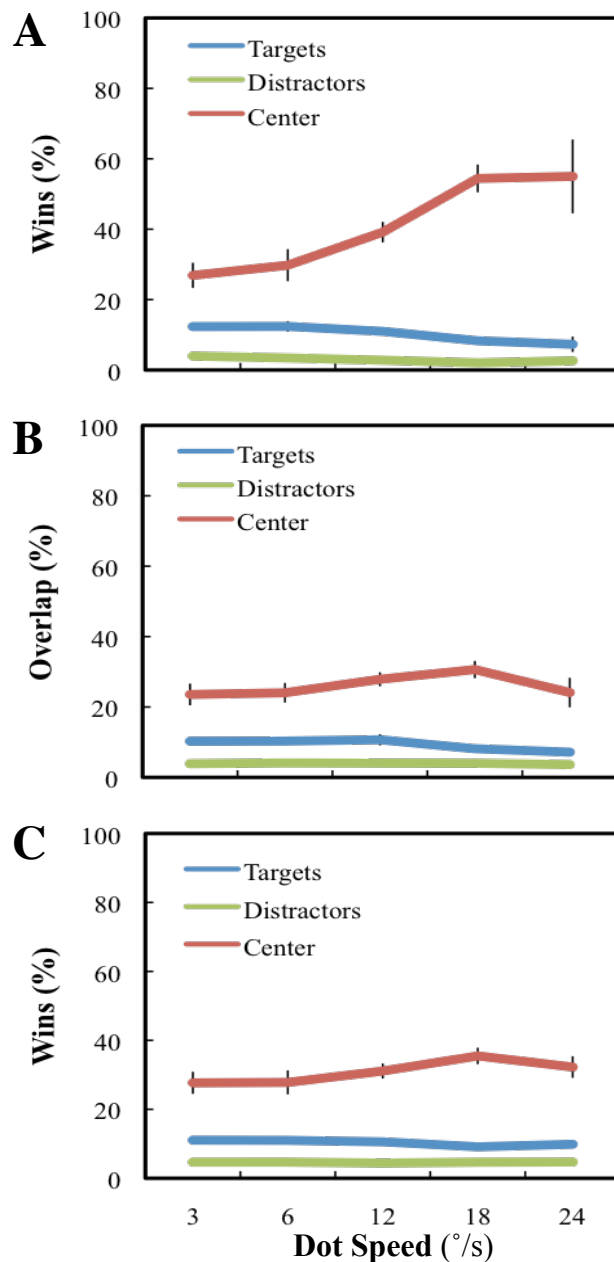 A
100
80
60
40
20
0
Wins (%)
Targets
Distractors
Center
B
100
80
60
40
20
0
Overlap (%)
Targets
Distractors
Center
C
100
80
60
40
20
0
Wins (%)
Targets
Distractors
Center
3 6 12 18 24
Dot Speed (˚/s)